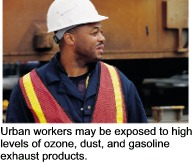 Urban workers may be exposed to high
levels of ozone, dust, and gasoline
exhaust products.